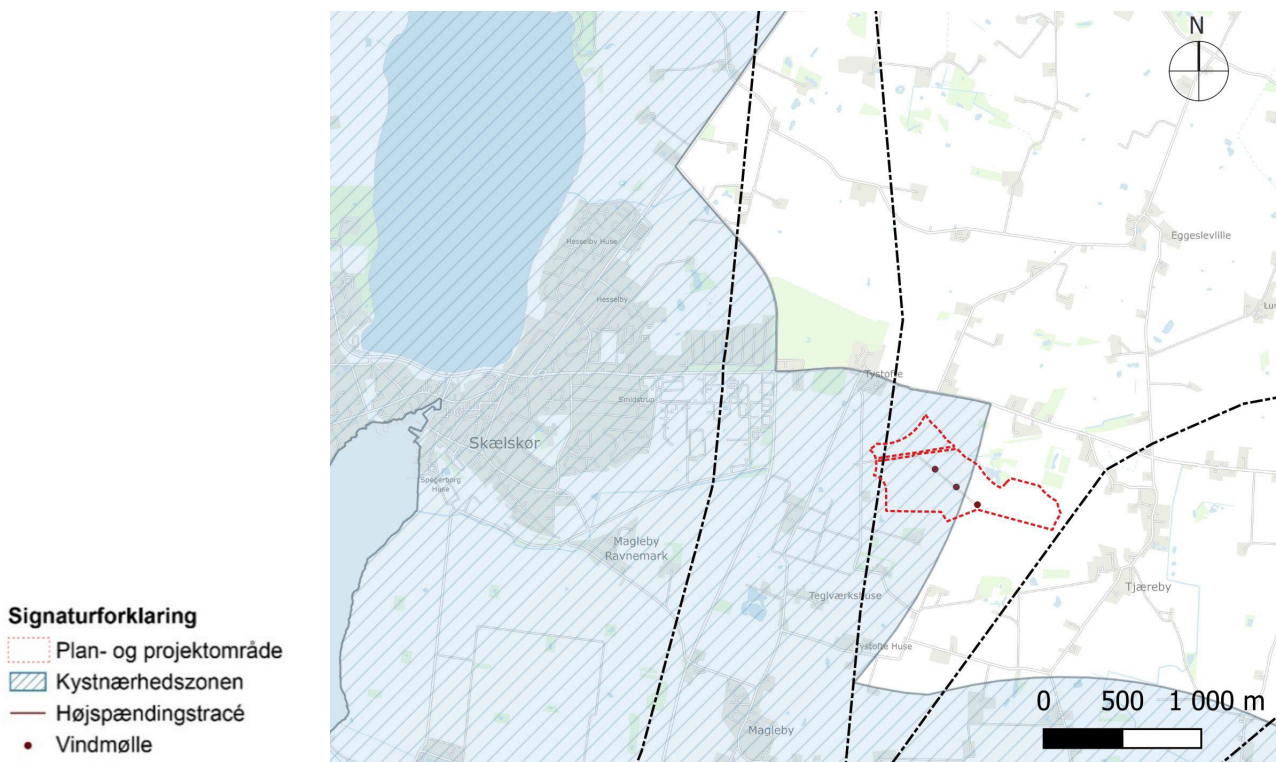 N
Hesselby Huse
Eggeslevlille
Hesselby
Tystofte
Smidstrup
Skælskør
Spegerborg
Huse
Magleby
Ravnemark
Tjæreby
Teglværkshuse
Tystofte Huse
Magleby
0 500 1 000 m
Signaturforklaring
Plan- og projektområde
Kystnærhedszonen
Højspændingstracé
Vindmølle